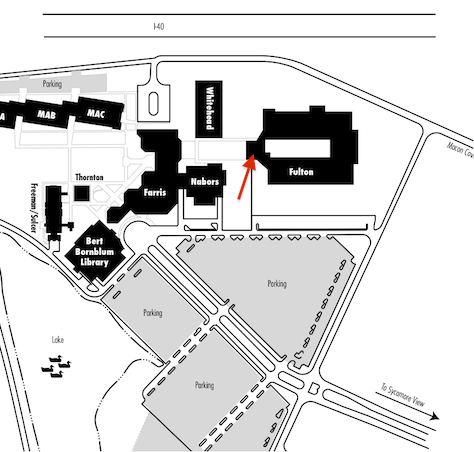 I-40
Parking
A
MAB
MAC
Whitehead
Thornton
Farris
Nabors
Fulton
Macon Cov
Freeman/Sulcer
Bert
Bornblum
Library
Parking
Parking
Lake
Parking
To Sycamore View